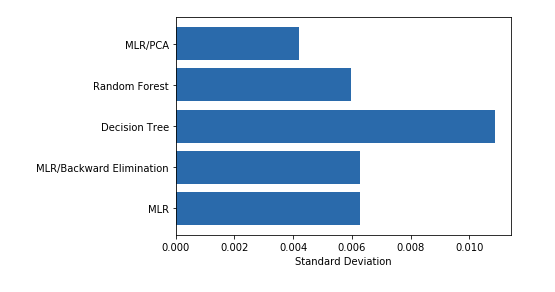 MLR/PCA
Random Forest
Decision Tree
MLR/Backward Elimination
MLR
0.000 0.002 0.004 0.006 0.008 0.010
Standard Deviation